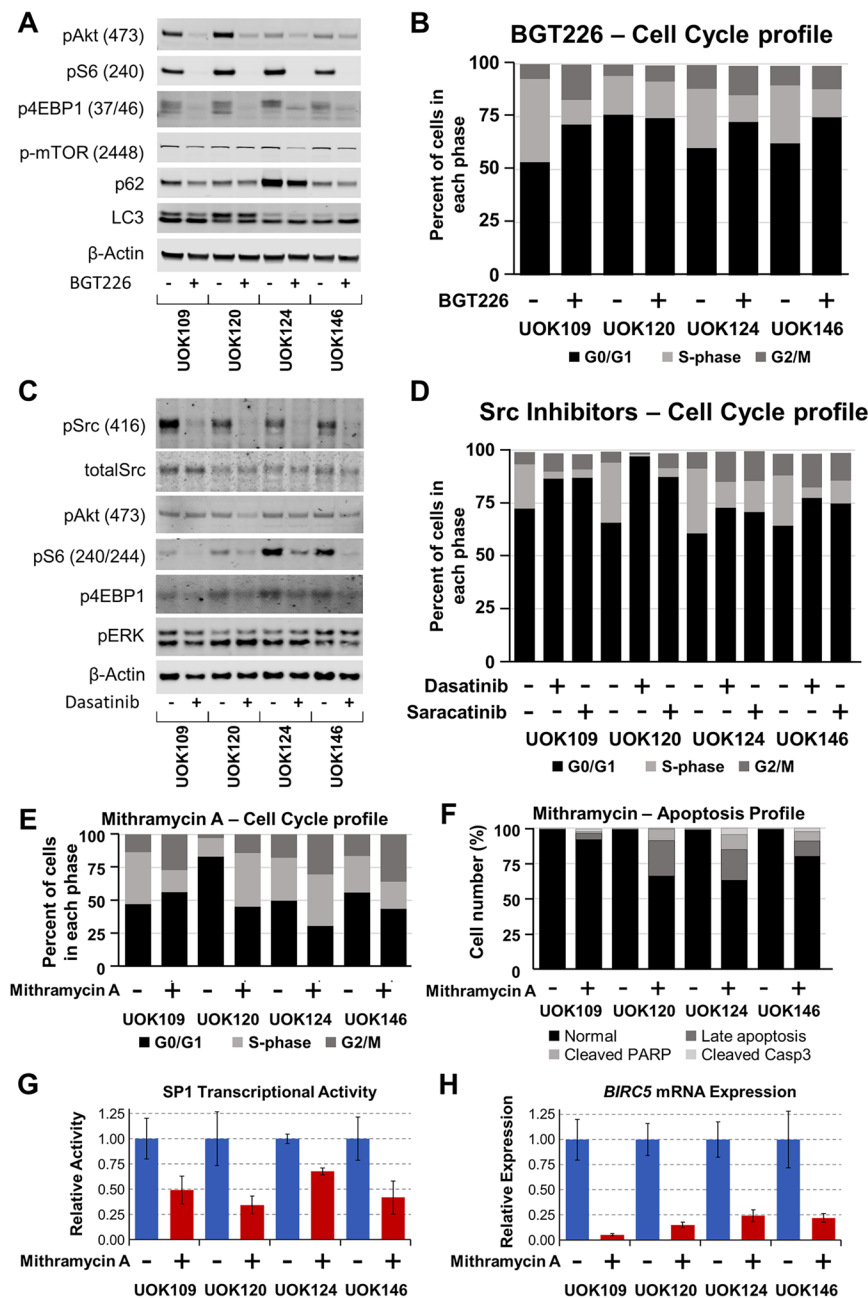 A
pAkt (473)
pS6 (240)
p4EBP1 (37/46)
p-mTOR (2448)
p62
LC3
β-Actin
BGT226 - + - + - + - +
UOK109 UOK120 UOK124 UOK146
B
BGT226 – Cell Cycle profile
Percent of cells in
each phase
100
75
50
25
0
BGT226 - + - + - + - +
UOK109 UOK120 UOK124 UOK146
G0/G1 S-phase G2/M
C
pSrc (416)
totalSrc
pAkt (473)
pS6 (240/244)
p4EBP1
pERK
β-Actin
Dasatinib - + - + - + - +
UOK109 UOK120 UOK124 UOK146
D
Src Inhibitors – Cell Cycle profile
Percent of cells in
each phase
100
75
50
75
0
Dasatinib - + - - + - - + - - + -
Saracatinib - - + - - + - - + - - +
UOK109 UOK120 UOK124 UOK146
G0/G1 S-phase G2/M
E
Mithramycin A – Cell Cycle profile
Percent of cells
in each phase
100
75
50
25
0
Mithramycin A - + - + - + - +
UOK109 UOK120 UOK124 UOK146
G0/G1 S-phase G2/M
F
Mithramycin – Apoptosis Profile
Cell number (%)
100
75
50
25
0
Mithramycin A - + - + - + - +
UOK109 UOK120 UOK124 UOK146
Normal Late apoptosis
Cleaved PARP Cleaved Casp3
G
SP1 Transcriptional Activity
Relative Activity
1.25
1.00
0.75
0.50
0.25
0.00
Mithramycin A - + - + - + - +
UOK109 UOK120 UOK124 UOK146
H
BIRC5 mRNA Expression
Relative Expression
1.25
1.00
0.75
0.50
0.25
0.00
Mithramycin A - + - + - + - +
UOK109 UOK120 UOK124 UOK146